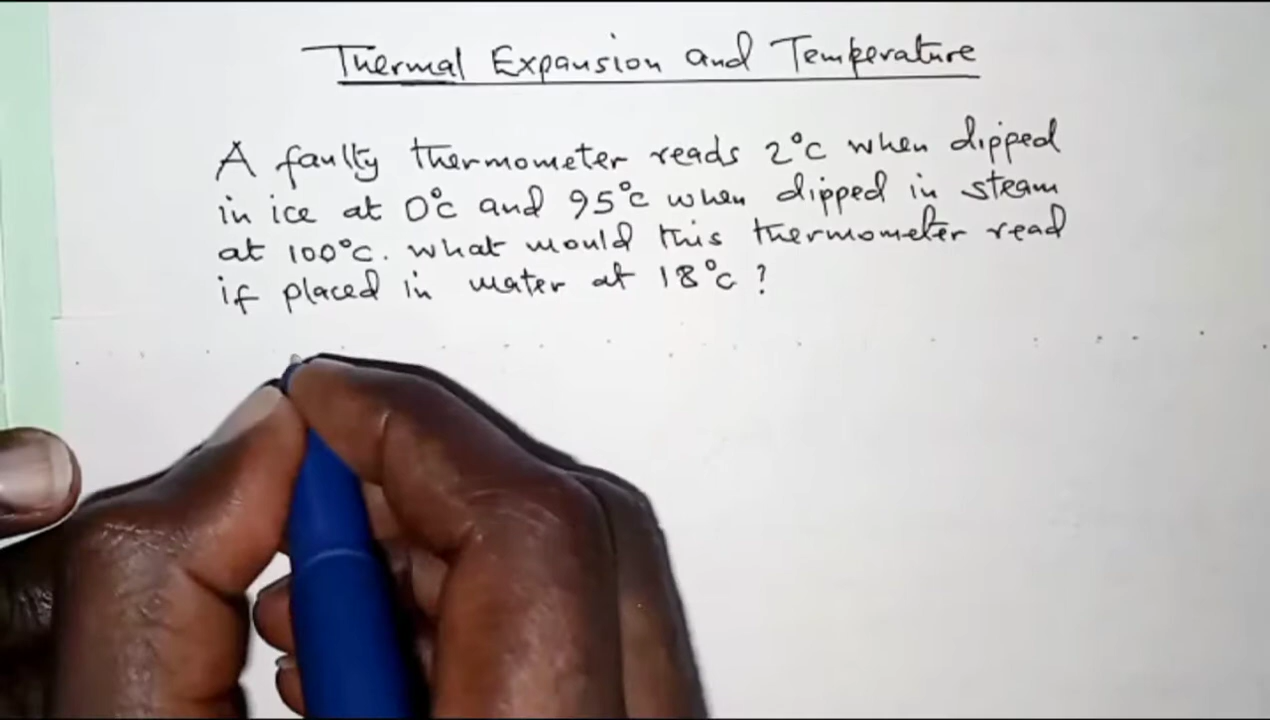 Thermal Expansion and Temperature
A faulty thermometer reads 2°c when dipped
in ice at 0°c and 95°c when dipped in steam
at 100°c. what would this thermometer read
if placed in water at 18°c ?